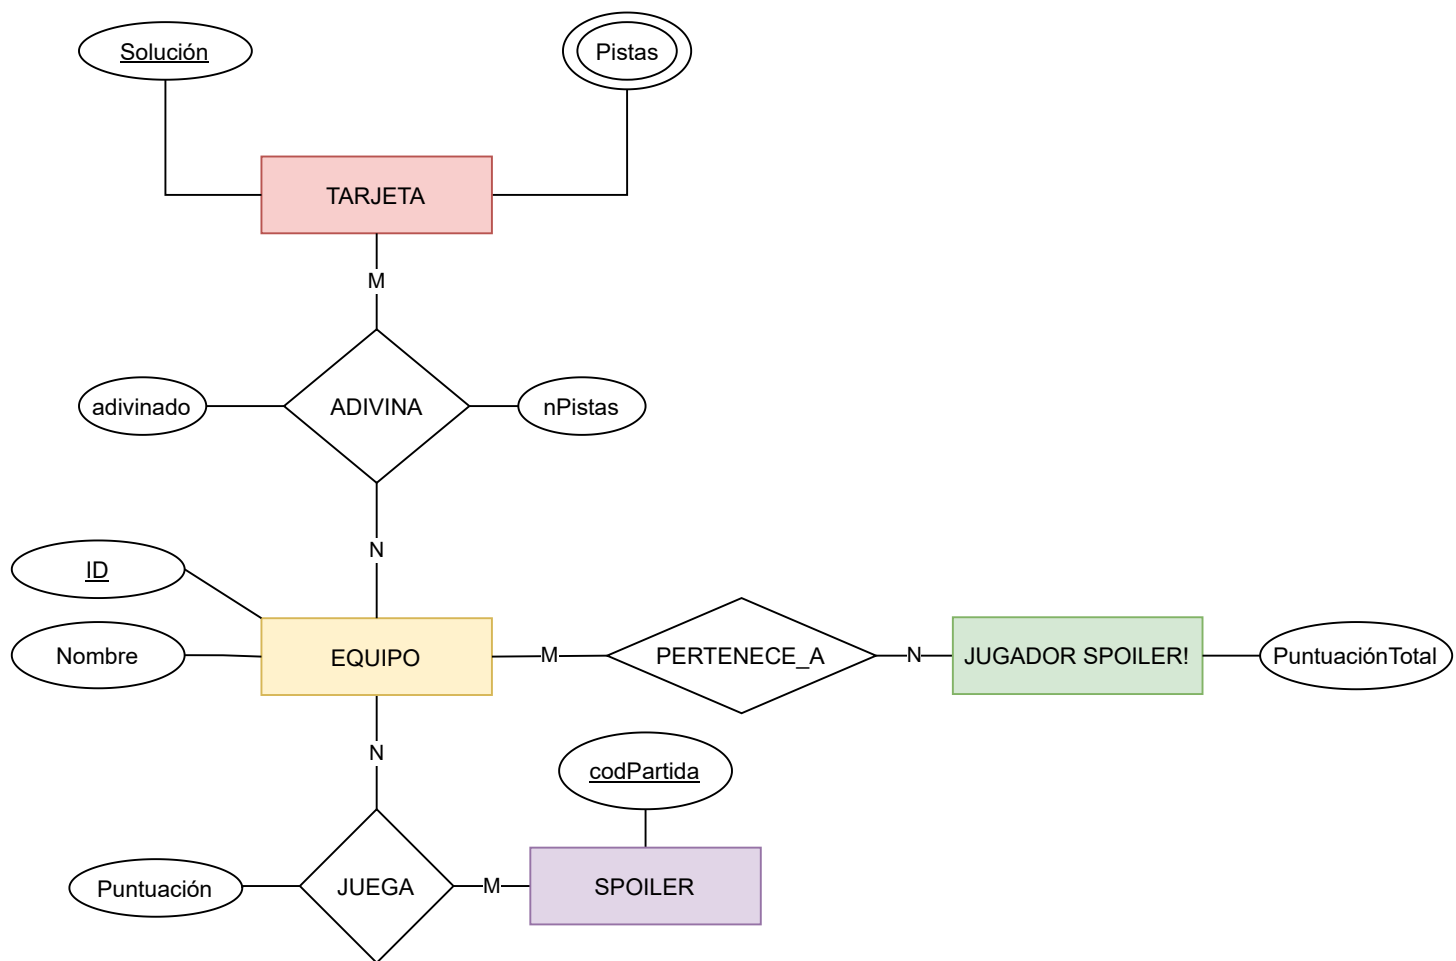 Solución
Pistas
TARJETA
M
adivinado
ADIVINA
nPistas
N
ID
Nombre
EQUIPO
M
PERTENECE_A
N
JUGADOR SPOILER!
PuntuaciónTotal
N
codPartida
Puntuación
JUEGA
M
SPOILER